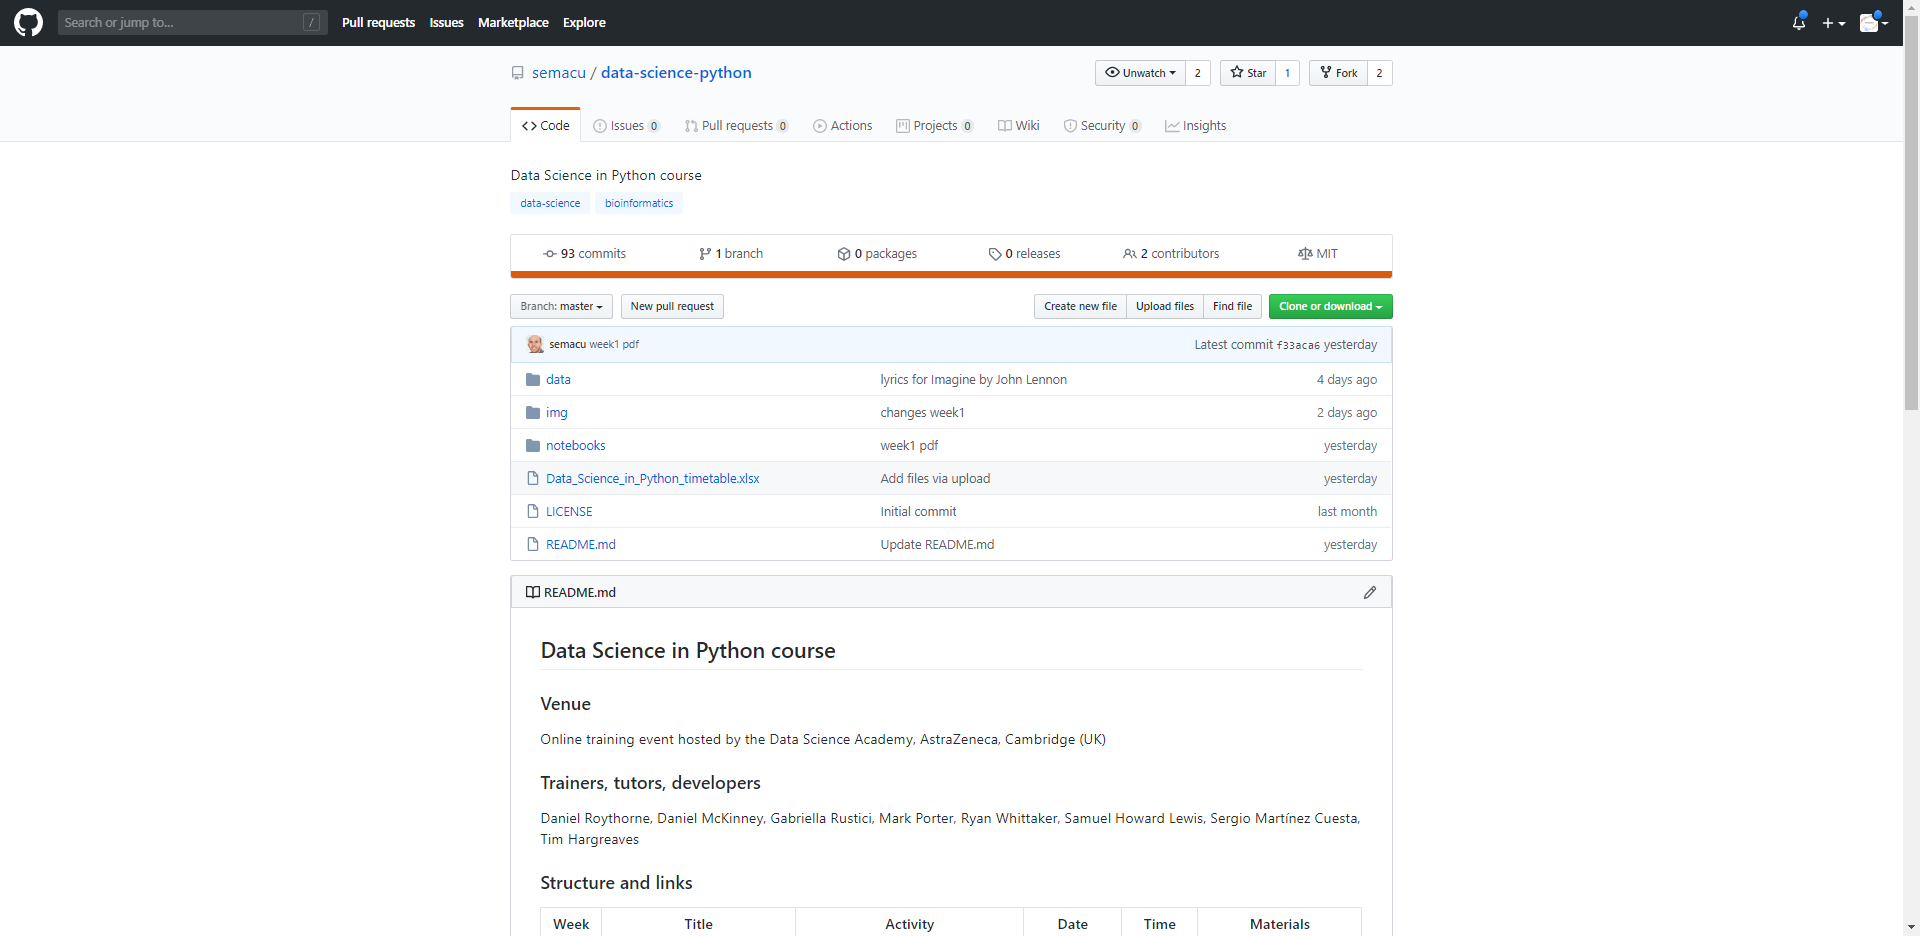 Search or jump to... /
Pull requests Issues Marketplace Explore
semacu / data-science-python
Unwatch 2 Star 1 Fork 2
Code Issues 0 Pull requests 0 Actions Projects 0 Wiki Security 0 Insights
Data Science in Python course
data-science bioinformatics
93 commits 1 branch 0 packages 0 releases 2 contributors MIT
Branch: master New pull request Create new file Upload files Find file Clone or download
semacu week1 pdf Latest commit f33aca6 yesterday
data lyrics for Imagine by John Lennon 4 days ago
img changes week1 2 days ago
notebooks week1 pdf yesterday
Data_Science_in_Python_timetable.xlsx Add files via upload yesterday
LICENSE Initial commit last month
README.md Update README.md yesterday
README.md
Data Science in Python course
Venue
Online training event hosted by the Data Science Academy, AstraZeneca, Cambridge (UK)
Trainers, tutors, developers
Daniel Roythorne, Daniel McKinney, Gabriella Rustici, Mark Porter, Ryan Whittaker, Samuel Howard Lewis, Sergio Martínez Cuesta,
Tim Hargreaves
Structure and links
Week Title Activity Date Time Materials